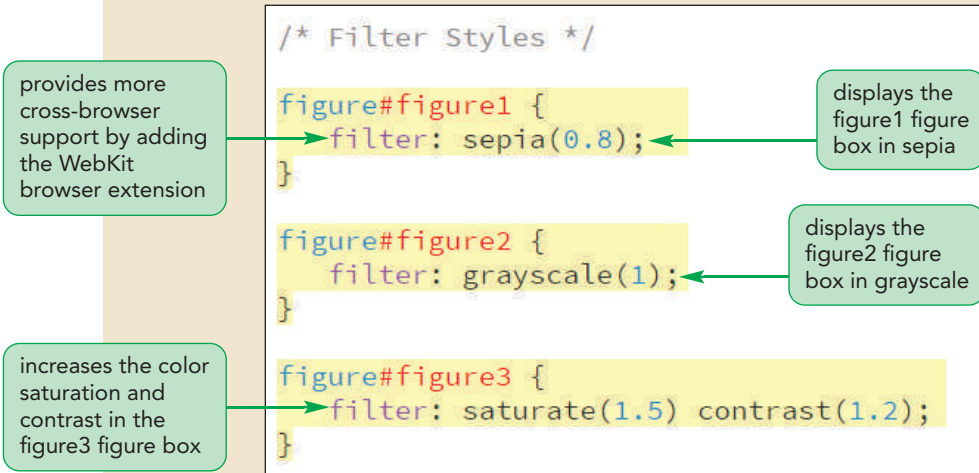 /* Filter Styles */
provides more
cross-browser
support by adding
the WebKit
browser extension
figure#figure1 {
filter: sepia(0.8);
}
displays the
figure1 figure
box in sepia
figure#figure2 {
filter: grayscale(1);
}
displays the
figure2 figure
box in grayscale
increases the color
saturation and
contrast in the
figure3 figure box
figure#figure3 {
filter: saturate(1.5) contrast(1.2);
}